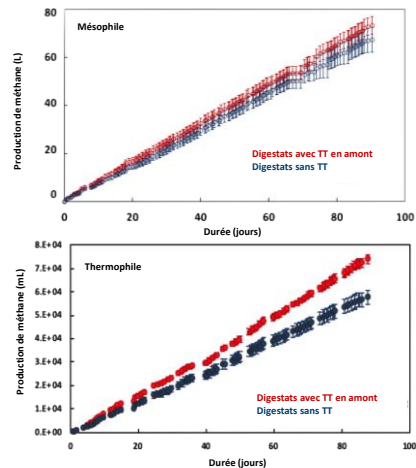 Mésophile
Production de méthane (L)
80
60
40
20
0
Digestats avec TT en amont
Digestats sans TT
0 20 40 60 80 100
Durée (jours)
Thermophile
Production de méthane (mL)
8.E+04
7.E+04
6.E+04
5.E+04
4.E+04
3.E+04
2.E+04
1.E+04
0.E+00
Digestats avec TT en amont
Digestats sans TT
0 20 40 60 80 100
Durée (jours)